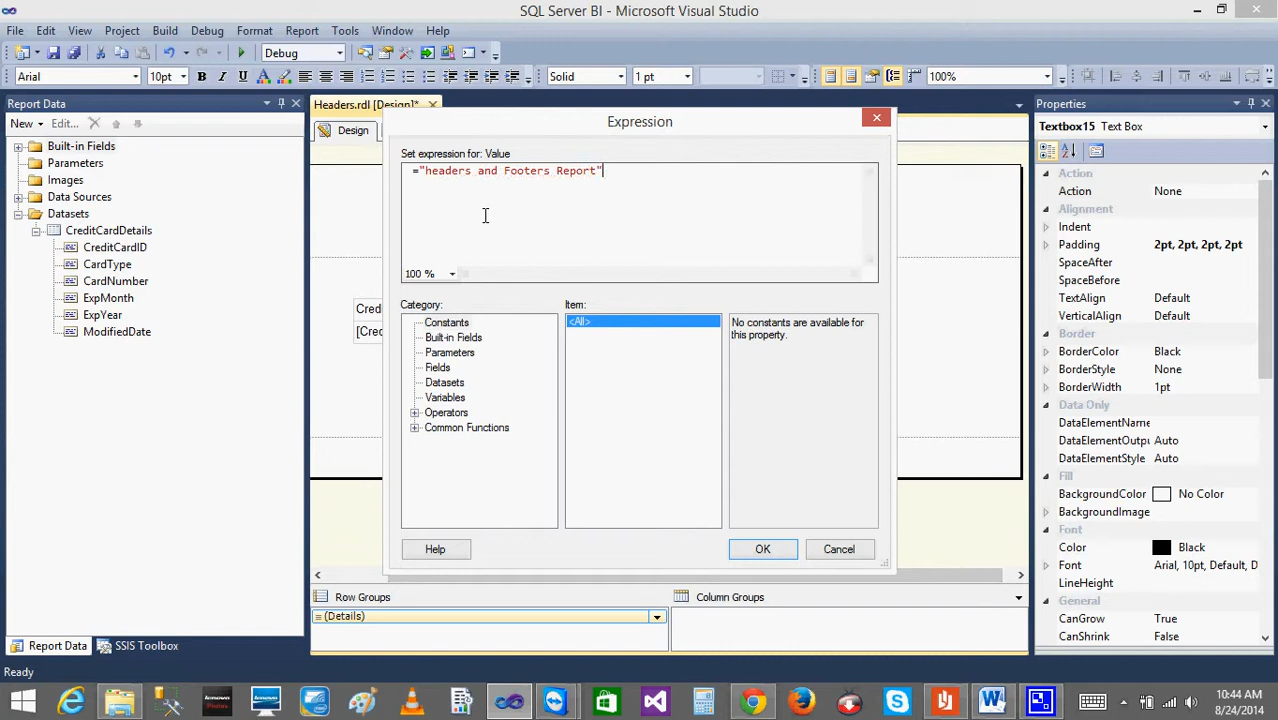 SQL Server BI - Microsoft Visual Studio
File Edit View Project Build Debug Format Report Tools Window Help
Debug
Arial 10pt B I U A Solid 1 pt 100%
Report Data
New Edit...
Built-in Fields
Parameters
Images
Data Sources
Datasets
CreditCardDetails
CreditCardID
CardType
CardNumber
ExpMonth
ExpYear
ModifiedDate
Report Data SSIS Toolbox
Headers.rdl [Design]*
Design
Cred
[Cred
Expression
Set expression for: Value
="headers and Footers Report"
100 %
Category:
Constants
Built-in Fields
Parameters
Fields
Datasets
Variables
Operators
Common Functions
Item:
<All>
No constants are available for
this property.
Help OK Cancel
Row Groups
(Details)
Column Groups
Properties
Textbox15 Text Box
Action
Action None
Alignment
Indent
Padding 2pt, 2pt, 2pt, 2pt
SpaceAfter
SpaceBefore
TextAlign Default
VerticalAlign Default
Border
BorderColor Black
BorderStyle None
BorderWidth 1pt
Data Only
DataElementName
DataElementOutpu Auto
DataElementStyle Auto
Fill
BackgroundColor No Color
BackgroundImage
Font
Color Black
Font Arial, 10pt, Default, D
LineHeight
General
CanGrow True
CanShrink False
Ready
10:44 AM
8/24/2014